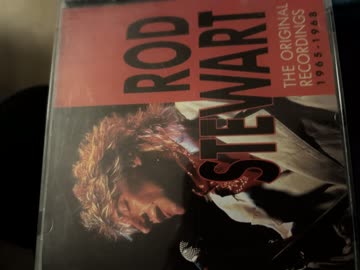 ROD
STEWART
THE ORIGINAL
RECORDINGS
1965-1968